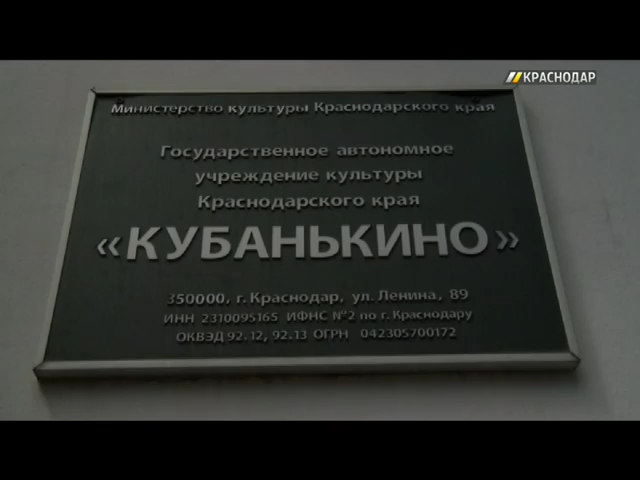 КРАСНОДАР
Министерство культуры Краснодарского края
Государственное автономное
учреждение культуры
Краснодарского края
«КУБАНЬКИНО»
350000, г. Краснодар, ул. Ленина, 89
ИНН 2310095165 ИФНС №2 по г. Краснодару
ОКВЭД 92.12, 92.13 ОГРН 042305700172